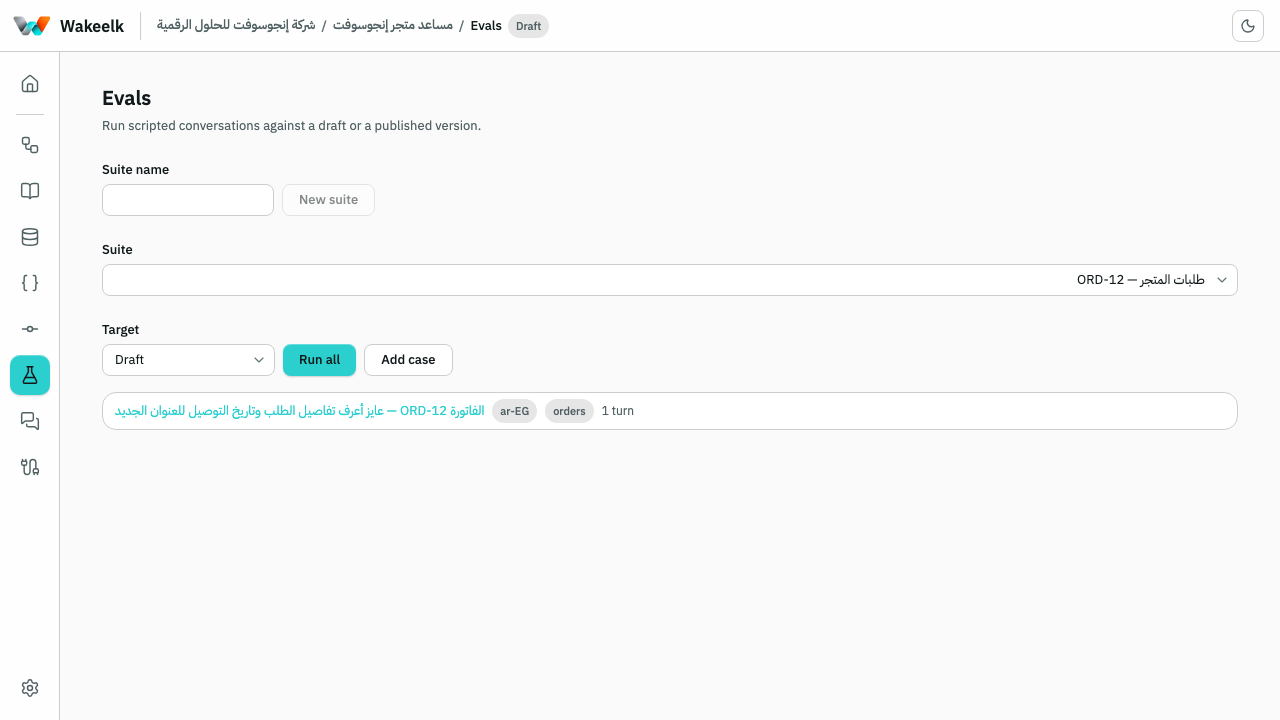 Wakeelk
شركة إنجوسوفت للحلول الرقمية / مساعد متجر إنجوسوفت / Evals Draft
Evals
Run scripted conversations against a draft or a published version.
Suite name
New suite
Suite
طلبات المتجر — ORD-12
Target
Draft Run all Add case
الفاتورة ORD-12 — عايز أعرف تفاصيل الطلب وتاريخ التوصيل للعنوان الجديد ar-EG orders 1 turn